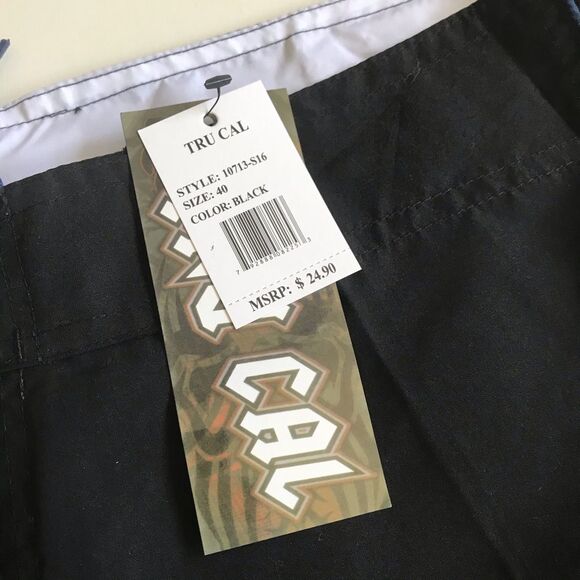 TRU CAL
STYLE: 10713-S16
SIZE: 40
COLOR: BLACK
MSRP: $ 24.90
CAL